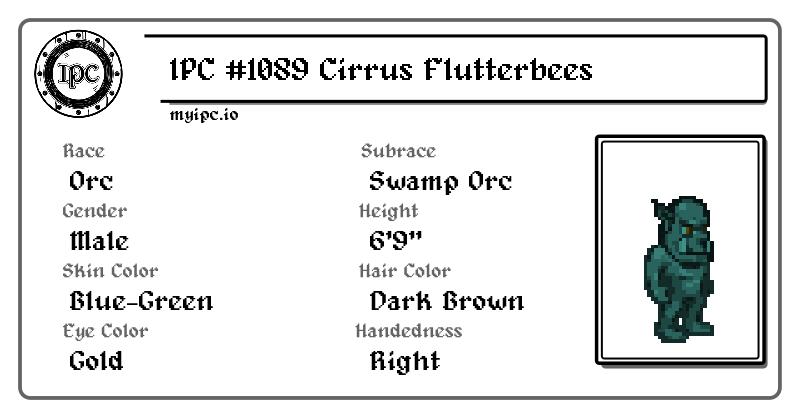 IPC
IPC #1089 Cirrus Flutterbees
myipc.io
Race
Orc
Subrace
Swamp Orc
Gender
Male
Height
6'9"
Skin Color
Blue-Green
Hair Color
Dark Brown
Eye Color
Gold
Handedness
Right